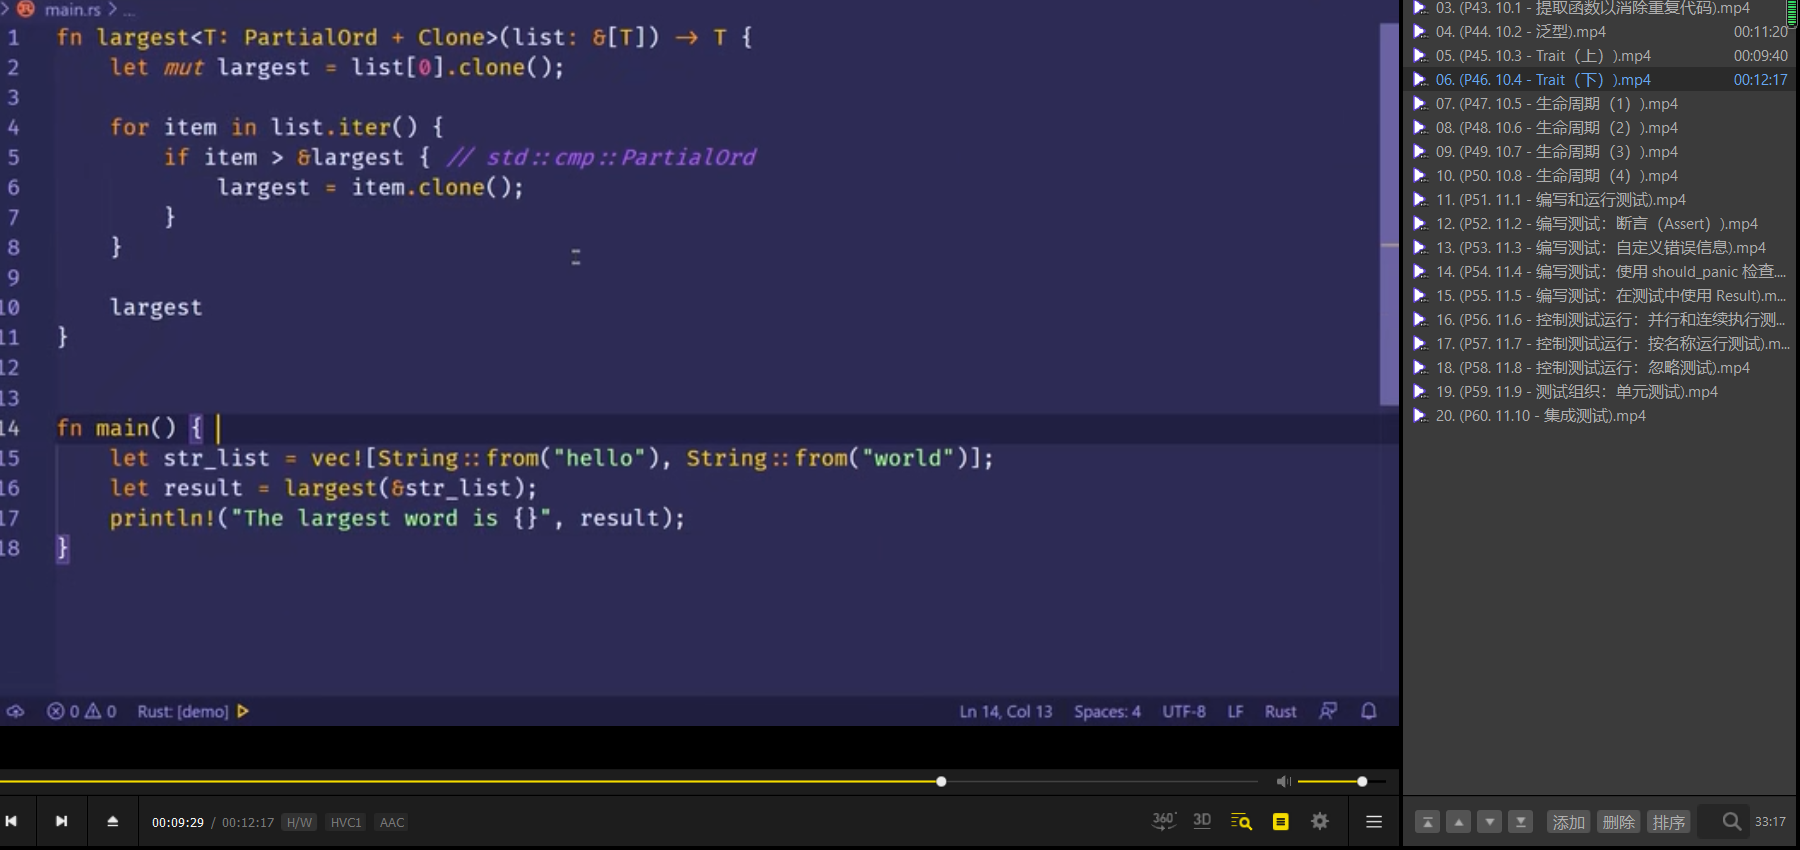 main.rs > ...
1 fn largest<T: PartialOrd + Clone>(list: &[T]) → T {
2 let mut largest = list[0].clone();
3
4 for item in list.iter() {
5 if item > &largest { // std::cmp::PartialOrd
6 largest = item.clone();
7 }
8 }
9
10 largest
11 }
12
13
14 fn main() {
15 let str_list = vec![String::from("hello"), String::from("world")];
16 let result = largest(&str_list);
17 println!("The largest word is {}", result);
18 }
0 0 Rust: [demo] Ln 14, Col 13 Spaces: 4 UTF-8 LF Rust
00:09:29 / 00:12:17 H/W HVC1 AAC 360° 3D
03. (P43. 10.1 - 提取函数以消除重复代码).mp4
04. (P44. 10.2 - 泛型).mp4 00:11:20
05. (P45. 10.3 - Trait（上）).mp4 00:09:40
06. (P46. 10.4 - Trait（下）).mp4 00:12:17
07. (P47. 10.5 - 生命周期（1）).mp4
08. (P48. 10.6 - 生命周期（2）).mp4
09. (P49. 10.7 - 生命周期（3）).mp4
10. (P50. 10.8 - 生命周期（4）).mp4
11. (P51. 11.1 - 编写和运行测试).mp4
12. (P52. 11.2 - 编写测试：断言（Assert）).mp4
13. (P53. 11.3 - 编写测试：自定义错误信息).mp4
14. (P54. 11.4 - 编写测试：使用 should_panic 检查....
15. (P55. 11.5 - 编写测试：在测试中使用 Result).m...
16. (P56. 11.6 - 控制测试运行：并行和连续执行测...
17. (P57. 11.7 - 控制测试运行：按名称运行测试).m...
18. (P58. 11.8 - 控制测试运行：忽略测试).mp4
19. (P59. 11.9 - 测试组织：单元测试).mp4
20. (P60. 11.10 - 集成测试).mp4
添加 删除 排序 33:17